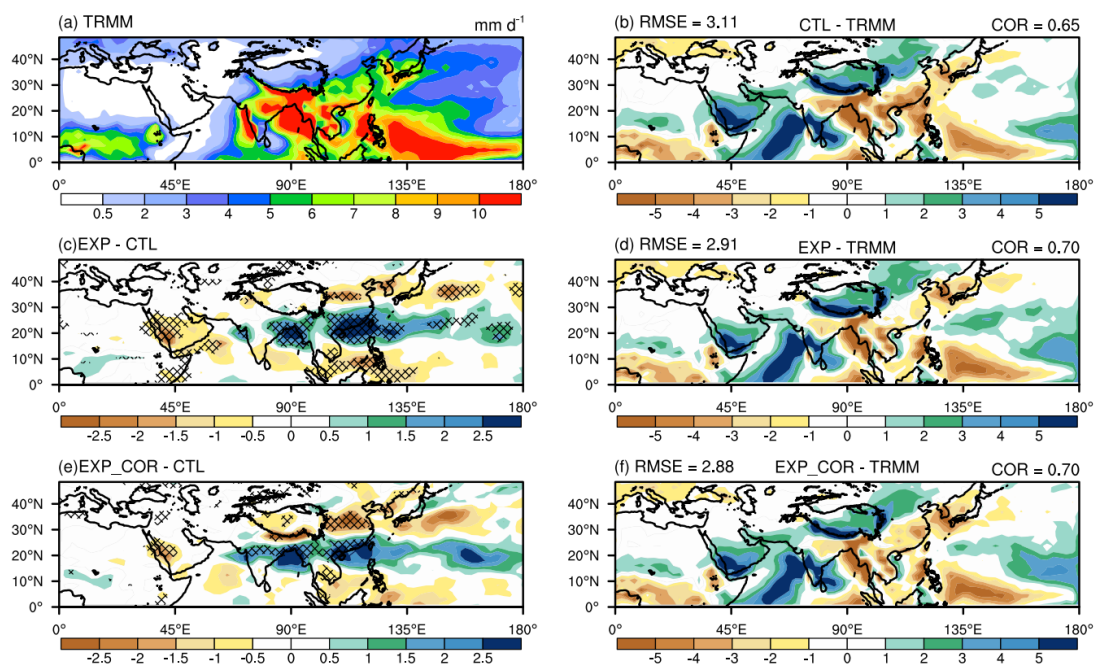 (a) TRMM mm d⁻¹
40°N
30°N
20°N
10°N
0°
0° 45°E 90°E 135°E 180°
0.5 2 3 4 5 6 7 8 9 10
(b) RMSE = 3.11 CTL - TRMM COR = 0.65
40°N
30°N
20°N
10°N
0°
0° 45°E 90°E 135°E 180°
-5 -4 -3 -2 -1 0 1 2 3 4 5
(c)EXP - CTL
40°N
30°N
20°N
10°N
0°
0° 45°E 90°E 135°E 180°
-2.5 -2 -1.5 -1 -0.5 0 0.5 1 1.5 2 2.5
(d) RMSE = 2.91 EXP - TRMM COR = 0.70
40°N
30°N
20°N
10°N
0°
0° 45°E 90°E 135°E 180°
-5 -4 -3 -2 -1 0 1 2 3 4 5
(e)EXP_COR - CTL
40°N
30°N
20°N
10°N
0°
0° 45°E 90°E 135°E 180°
-2.5 -2 -1.5 -1 -0.5 0 0.5 1 1.5 2 2.5
(f) RMSE = 2.88 EXP_COR - TRMM COR = 0.70
40°N
30°N
20°N
10°N
0°
0° 45°E 90°E 135°E 180°
-5 -4 -3 -2 -1 0 1 2 3 4 5